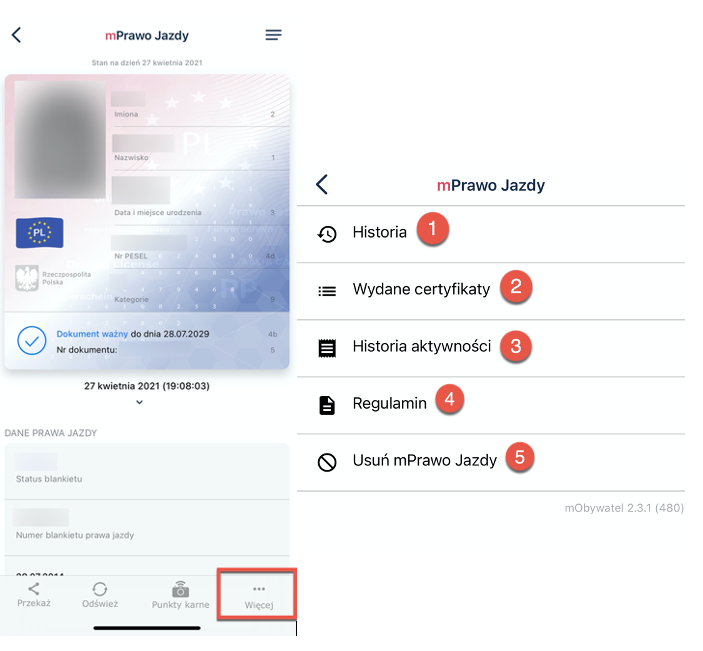 mPrawo Jazdy
Stan na dzień 27 kwietnia 2021
Imiona 2
PL
Nazwisko 1
Data i miejsce urodzenia 3
PL
Nr PESEL 4d
Rzeczpospolita
Polska
RP
Kategorie 9
Dokument ważny do dnia 28.07.2029 4b
Nr dokumentu: 5
27 kwietnia 2021 (19:08:03)
DANE PRAWA JAZDY
Status blankietu
Numer blankietu prawa jazdy
Przekaż Odśwież Punkty karne Więcej
mPrawo Jazdy
Historia 1
Wydane certyfikaty 2
Historia aktywności 3
Regulamin 4
Usuń mPrawo Jazdy 5
mObywatel 2.3.1 (480)